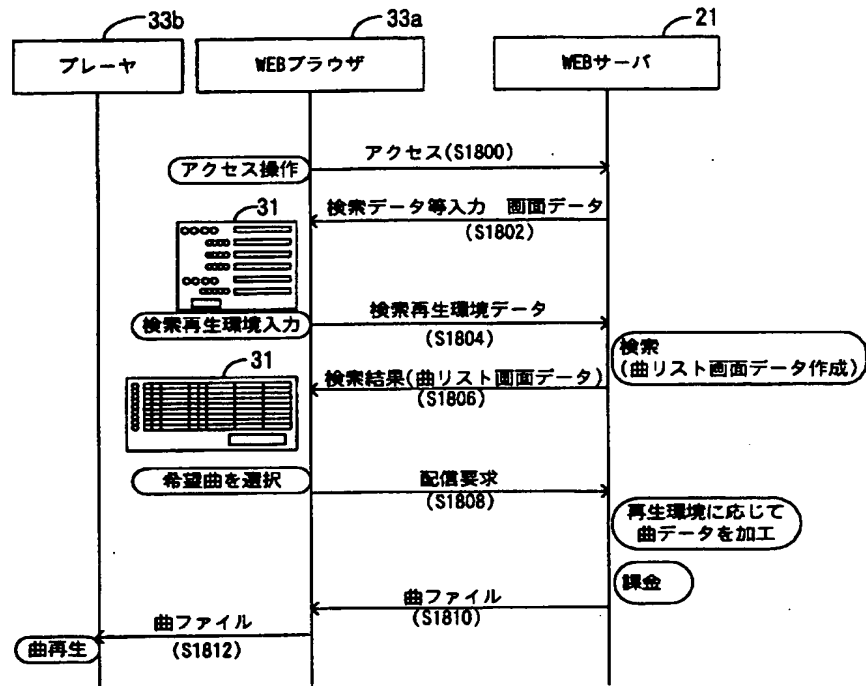 33b
33a
21
プレーヤ
WEBブラウザ
WEBサーバ
アクセス(S1800)
アクセス操作
31
検索データ等入力　画面データ
(S1802)
検索再生環境データ
検索再生環境入力
(S1804)
検索
(曲リスト画面データ作成)
31
検索結果(曲リスト画面データ)
(S1806)
希望曲を選択
配信要求
(S1808)
再生環境に応じて
曲データを加工
課金
曲ファイル
(S1810)
曲ファイル
曲再生
(S1812)